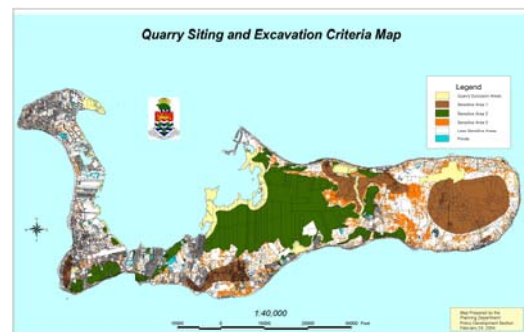 Quarry Siting and Excavation Criteria Map
Legend
Quarry Exclusion Areas
Sensitive Area 1
Sensitive Area 2
Sensitive Area 3
Less Sensitive Areas
Ponds
1:40,000
Feet
Map Prepared by the
Planning Department
Policy Development Section